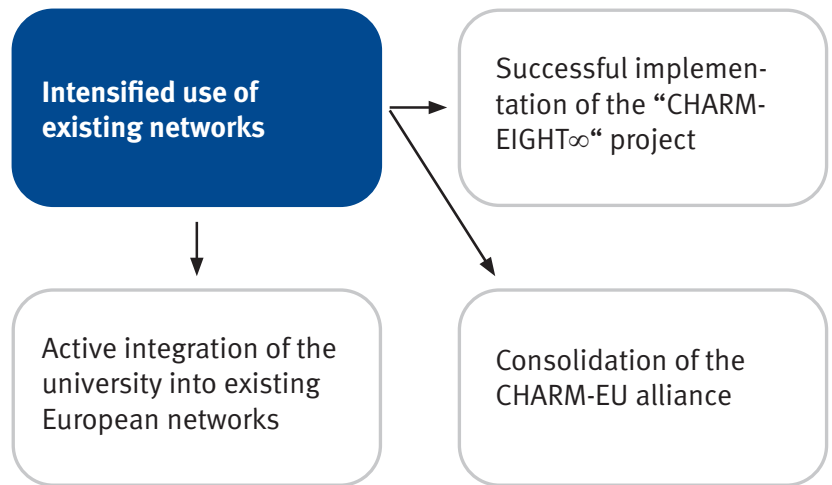 Intensified use of
existing networks
Successful implemen-
tation of the “CHARM-
EIGHT∞“ project
Active integration of the
university into existing
European networks
Consolidation of the
CHARM-EU alliance